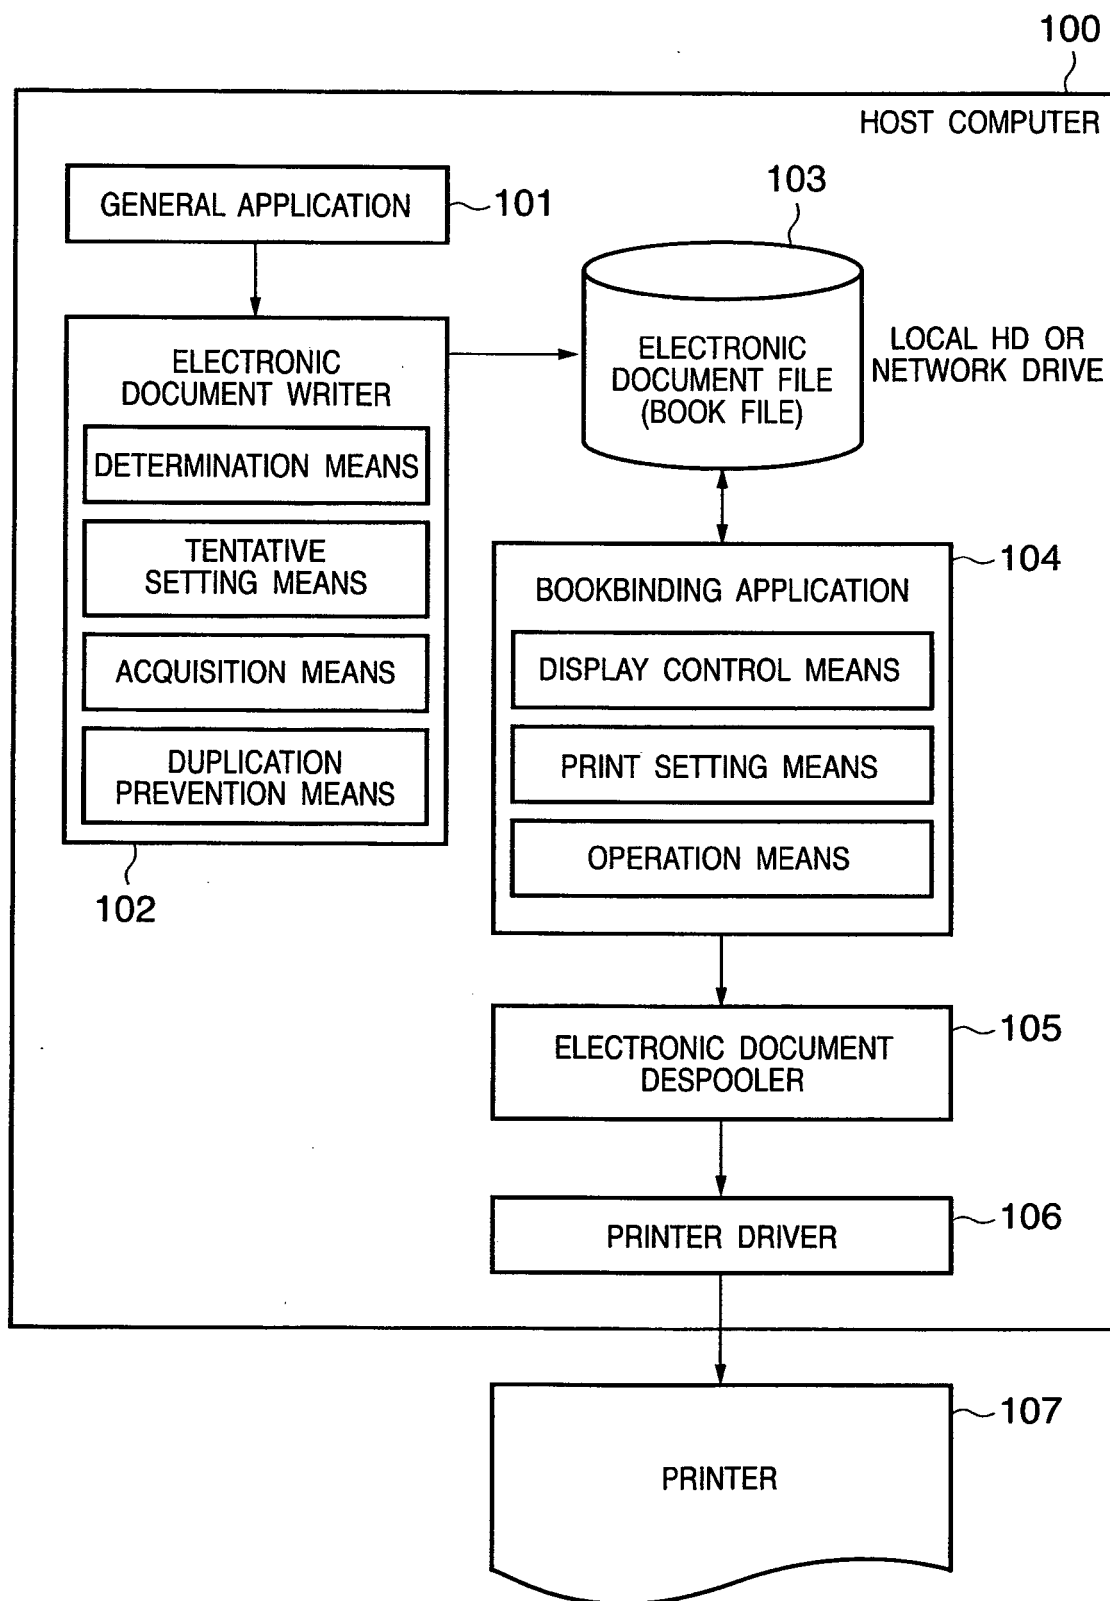 100
HOST COMPUTER
GENERAL APPLICATION
101
103
ELECTRONIC
DOCUMENT WRITER
DETERMINATION MEANS
TENTATIVE
SETTING MEANS
ACQUISITION MEANS
DUPLICATION
PREVENTION MEANS
102
ELECTRONIC
DOCUMENT FILE
(BOOK FILE)
LOCAL HD OR
NETWORK DRIVE
104
BOOKBINDING APPLICATION
DISPLAY CONTROL MEANS
PRINT SETTING MEANS
OPERATION MEANS
105
ELECTRONIC DOCUMENT
DESPOOLER
106
PRINTER DRIVER
107
PRINTER